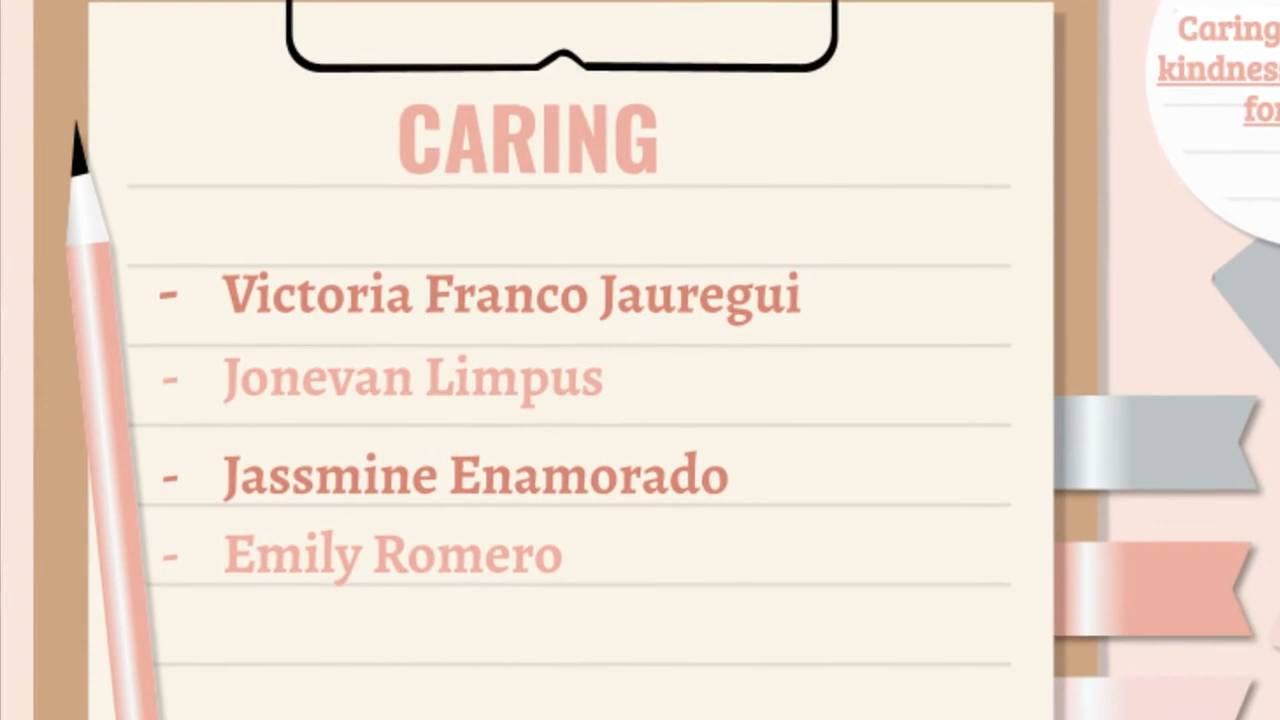 CARING
- Victoria Franco Jauregui
- Jonevan Limpus
- Jassmine Enamorado
- Emily Romero
Caring